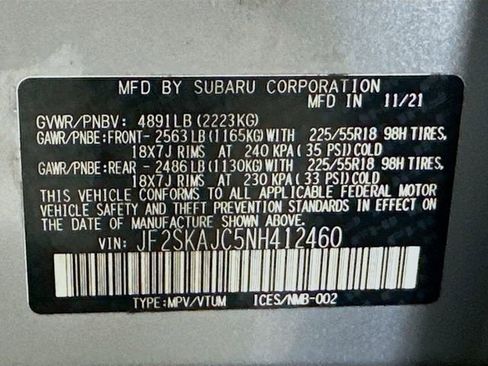 MFD BY SUBARU CORPORATION
MFD IN 11/21
GVWR/PNBV: 4891LB (2223KG)
GAWR/PNBE:FRONT- 2563LB (1165KG)WITH 225/55R18 98H TIRES,
18X7J RIMS AT 240 KPA( 35 PSI)COLD
GAWR/PNBE:REAR - 2486LB (1130KG)WITH 225/55R18 98H TIRES,
18X7J RIMS AT 230 KPA( 33 PSI)COLD
THIS VEHICLE CONFORMS TO ALL APPLICABLE FEDERAL MOTOR
VEHICLE SAFETY AND THEFT PREVENTION STANDARDS IN EFFECT ON
THE DATE OF MANUFACTURE SHOWN ABOVE.
VIN: JF2SKAJC5NH412460
TYPE:MPV/VTUM ICES/NMB-002